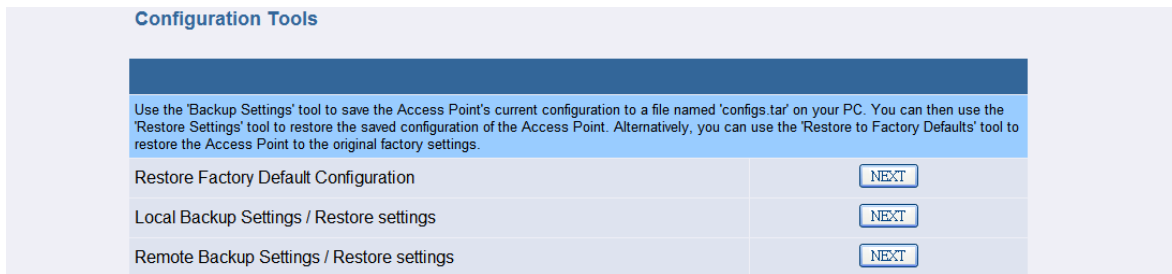 Configuration Tools
Use the 'Backup Settings' tool to save the Access Point's current configuration to a file named 'configs.tar' on your PC. You can then use the
'Restore Settings' tool to restore the saved configuration of the Access Point. Alternatively, you can use the 'Restore to Factory Defaults' tool to
restore the Access Point to the original factory settings.
Restore Factory Default Configuration NEXT
Local Backup Settings / Restore settings NEXT
Remote Backup Settings / Restore settings NEXT